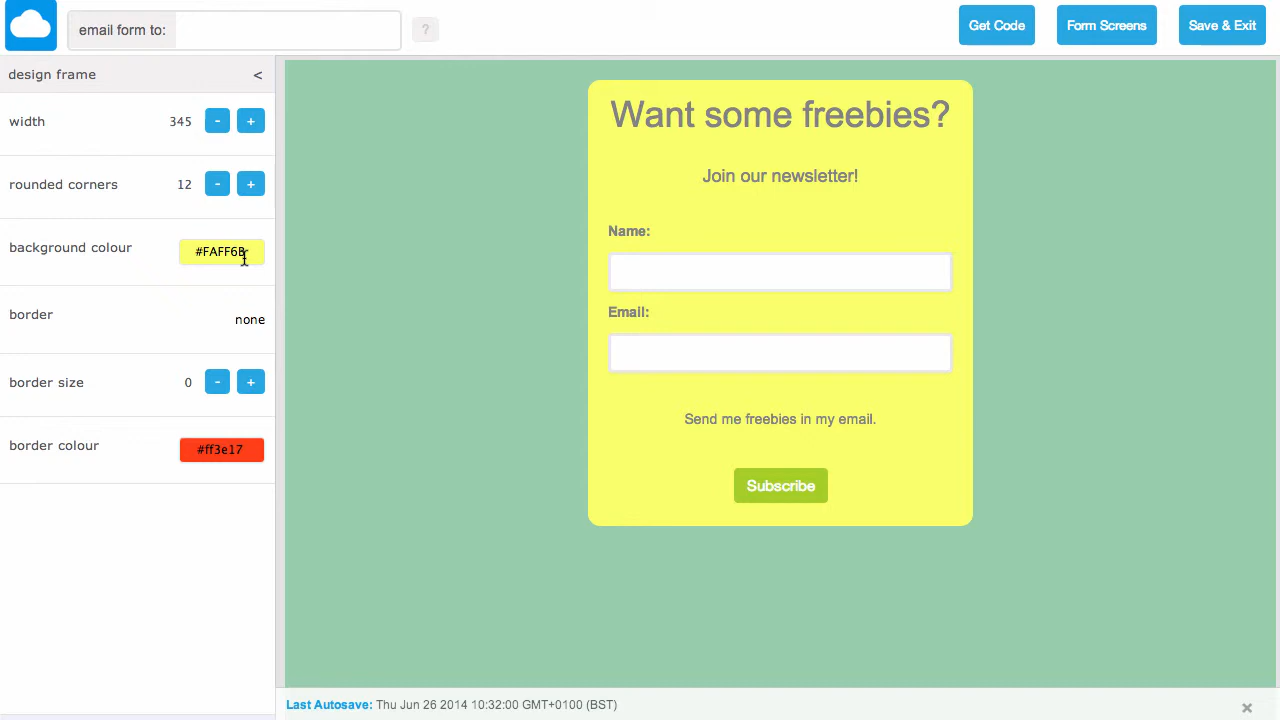 email form to:
?
Get Code
Form Screens
Save & Exit
design frame
<
width
345
-
+
rounded corners
12
-
+
background colour
#FAFF6B
border
none
border size
0
-
+
border colour
#ff3e17
Want some freebies?
Join our newsletter!
Name:
Email:
Send me freebies in my email.
Subscribe
Last Autosave: Thu Jun 26 2014 10:32:00 GMT+0100 (BST)
×